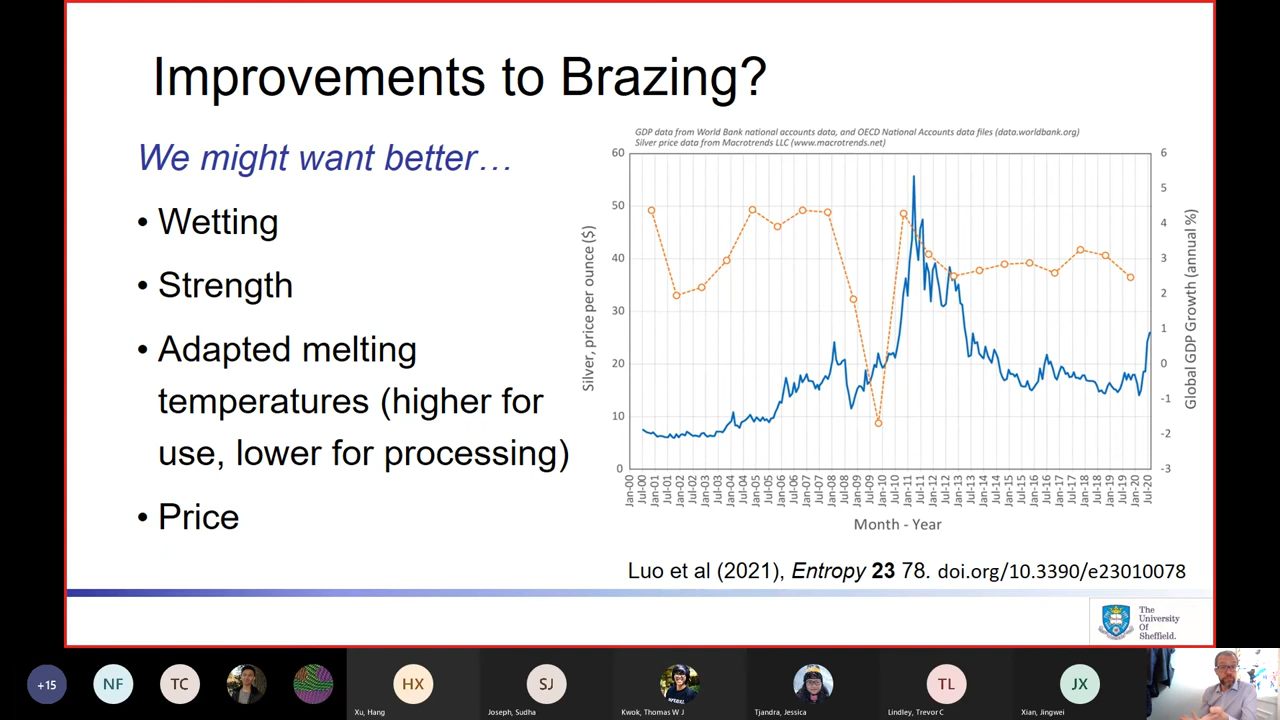 Improvements to Brazing?
We might want better…
• Wetting
• Strength
• Adapted melting
temperatures (higher for
use, lower for processing)
• Price
GDP data from World Bank national accounts data, and OECD National Accounts data files (data.worldbank.org)
Silver price data from Macrotrends LLC (www.macrotrends.net)
Silver, price per ounce ($)
60
50
40
30
20
10
0
Global GDP Growth (annual %)
6
5
4
3
2
1
0
-1
-2
-3
Jan-00
Jul-00
Jan-01
Jul-01
Jan-02
Jul-02
Jan-03
Jul-03
Jan-04
Jul-04
Jan-05
Jul-05
Jan-06
Jul-06
Jan-07
Jul-07
Jan-08
Jul-08
Jan-09
Jul-09
Jan-10
Jul-10
Jan-11
Jul-11
Jan-12
Jul-12
Jan-13
Jul-13
Jan-14
Jul-14
Jan-15
Jul-15
Jan-16
Jul-16
Jan-17
Jul-17
Jan-18
Jul-18
Jan-19
Jul-19
Jan-20
Jul-20
Month - Year
Luo et al (2021), Entropy 23 78. doi.org/10.3390/e23010078
The
University
Of
Sheffield.
+15
NF
TC
HX
SJ
TL
JX
Xu, Hang
Joseph, Sudha
Kwok, Thomas W J
Tjandra, Jessica
Lindley, Trevor C
Xian, Jingwei